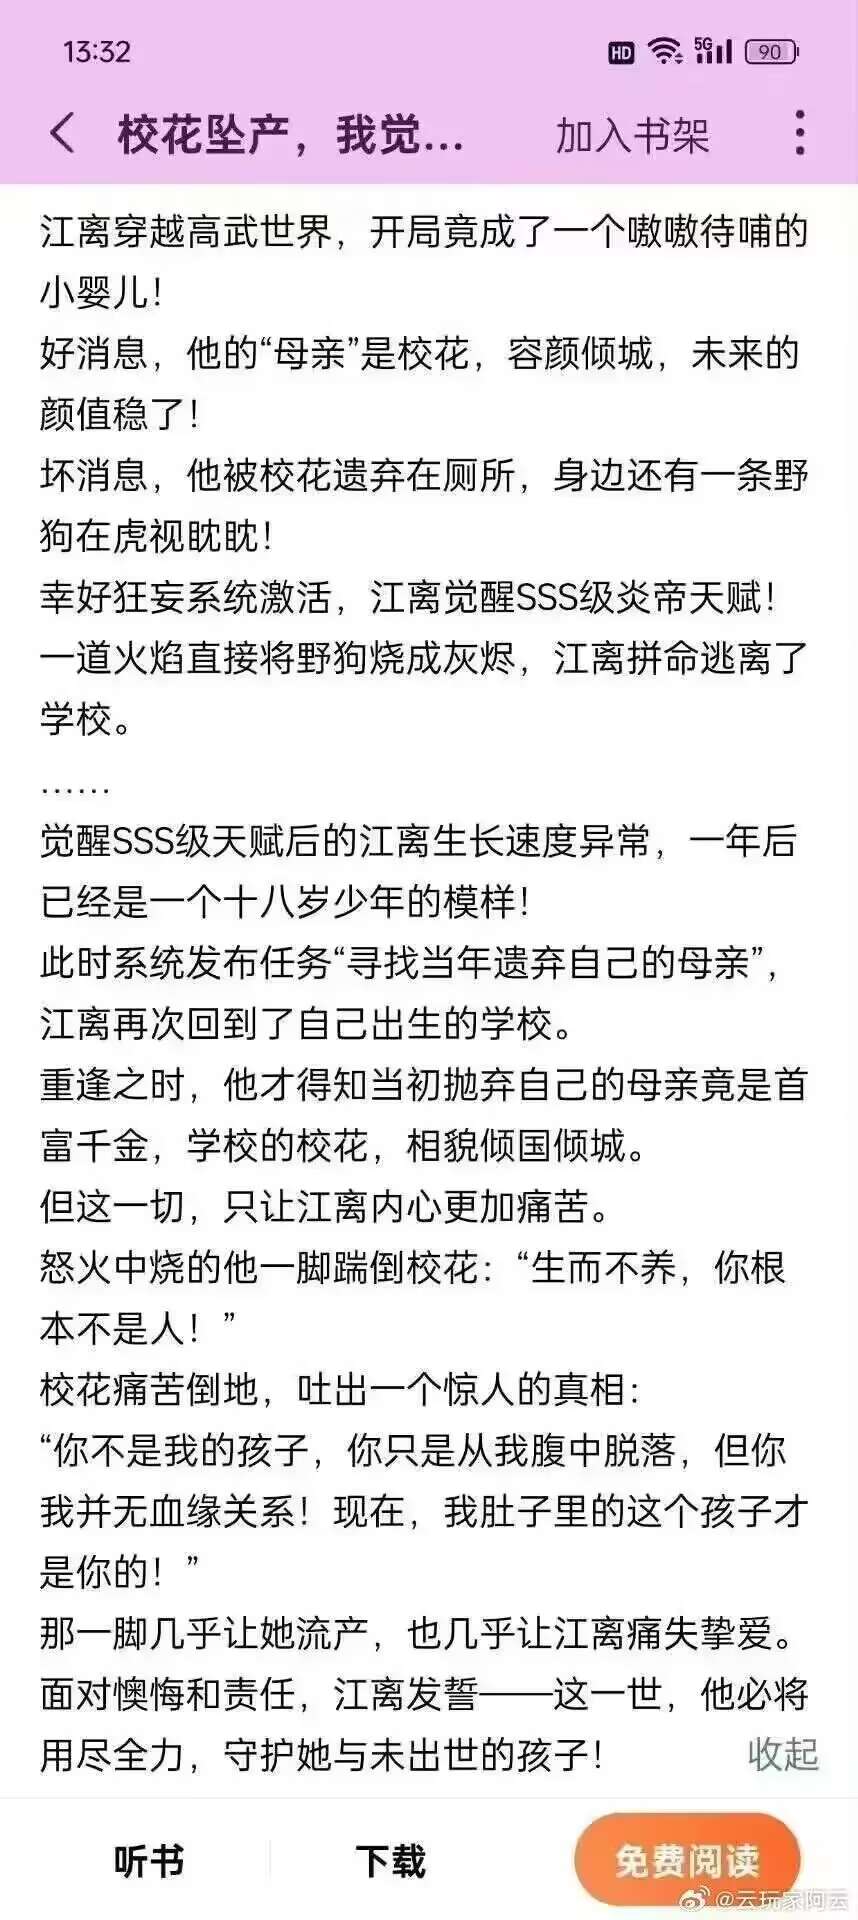 13:32
HD 5G 90
校花坠产，我觉...
加入书架
江离穿越高武世界，开局竟成了一个嗷嗷待哺的
小婴儿！
好消息，他的“母亲”是校花，容颜倾城，未来的
颜值稳了！
坏消息，他被校花遗弃在厕所，身边还有一条野
狗在虎视眈眈！
幸好狂妄系统激活，江离觉醒SSS级炎帝天赋！
一道火焰直接将野狗烧成灰烬，江离拼命逃离了
学校。
……
觉醒SSS级天赋后的江离生长速度异常，一年后
已经是一个十八岁少年的模样！
此时系统发布任务“寻找当年遗弃自己的母亲”，
江离再次回到了自己出生的学校。
重逢之时，他才得知当初抛弃自己的母亲竟是首
富千金，学校的校花，相貌倾国倾城。
但这一切，只让江离内心更加痛苦。
怒火中烧的他一脚踹倒校花：“生而不养，你根
本不是人！”
校花痛苦倒地，吐出一个惊人的真相：
“你不是我的孩子，你只是从我腹中脱落，但你
我并无血缘关系！现在，我肚子里的这个孩子才
是你的！”
那一脚几乎让她流产，也几乎让江离痛失挚爱。
面对懊悔和责任，江离发誓——这一世，他必将
用尽全力，守护她与未出世的孩子！
收起
听书
下载
免费阅读
@云玩家阿云